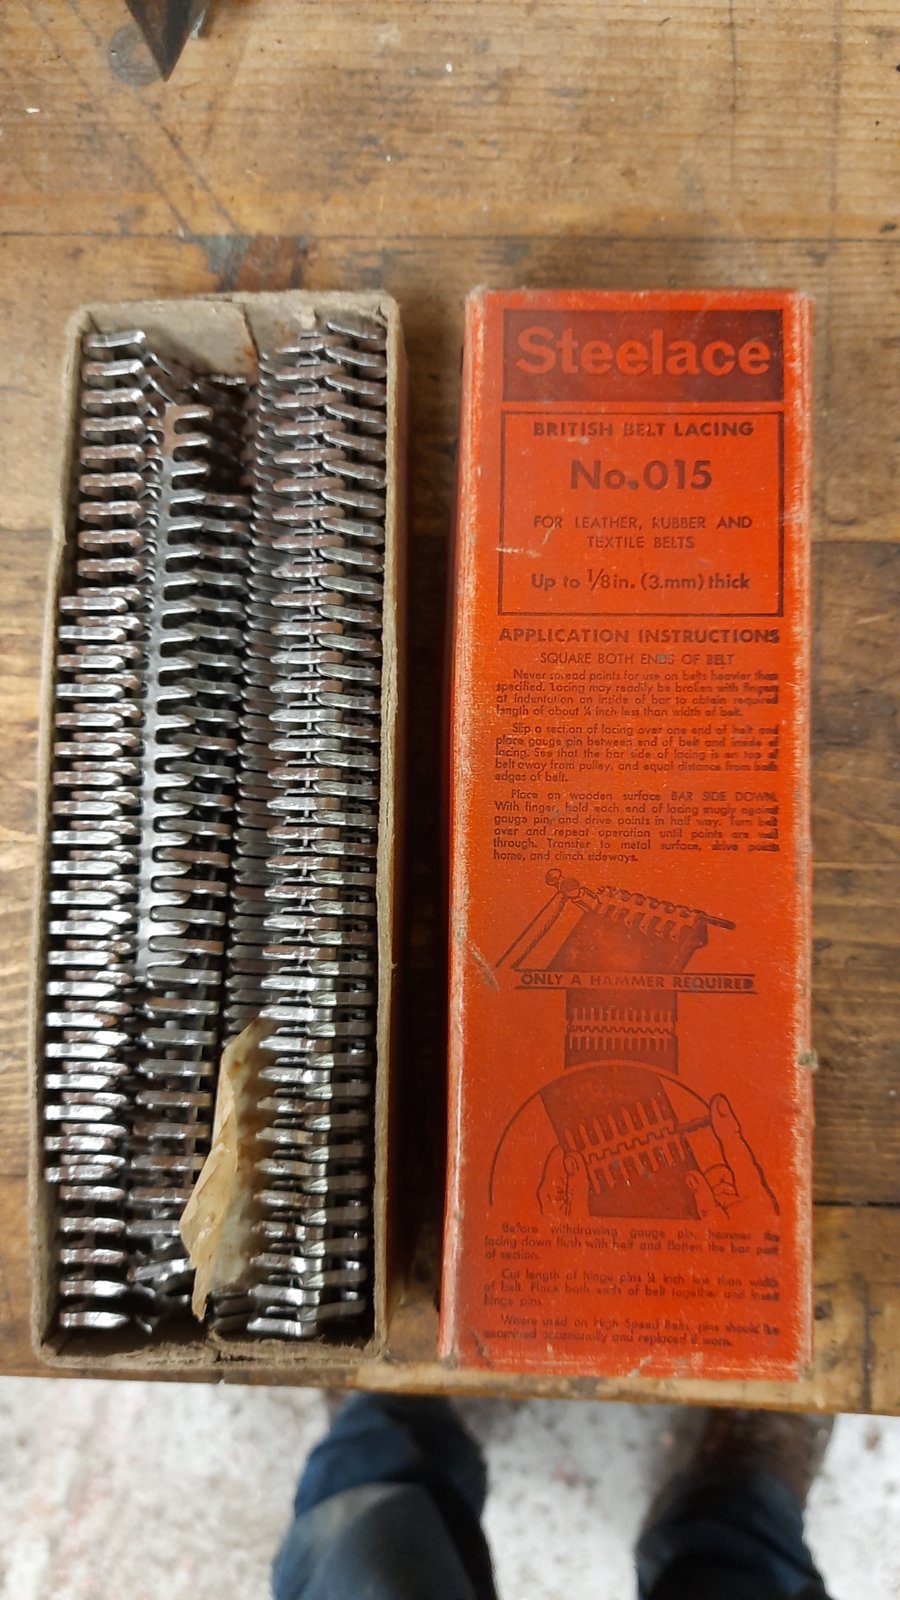 Steelace
BRITISH BELT LACING
No. 015
FOR LEATHER, RUBBER AND
TEXTILE BELTS
Up to 1/8 in. (3.mm) thick
APPLICATION INSTRUCTIONS
SQUARE BOTH ENDS OF BELT
Never spread points for use on belts heavier than
specified. Lacing may readily be broken with fingers
at indentation on inside of bar to obtain required
length of about ¼ inch less than width of belt.
Slip a section of lacing over one end of belt and
place gauge pin between end of belt and inside of
lacing. See that the bar side of lacing is on top of
belt away from pulley, and equal distance from both
edges of belt.
Place on wooden surface BAR SIDE DOWN.
With finger, hold each end of lacing snugly against
gauge pin, and drive points in half way. Turn belt
over and repeat operation until points are well
through. Transfer to metal surface, drive points
home, and clinch sideways.
ONLY A HAMMER REQUIRED
Before withdrawing gauge pin, hammer the
lacing down flush with belt and flatten the bar part
of section.
Cut length of hinge pins ¼ inch less than width
of belt. Place both ends of belt together and insert
hinge pins.
Where used on High Speed Belts, pins should be
examined occasionally and replaced if worn.